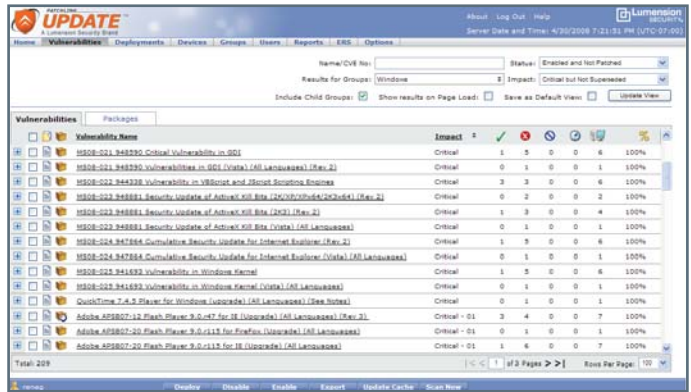 PATCHLINK
UPDATE™
A Lumension Security Brand
About Log Out Help
Lumension
SECURITY
Server Date and Time: 4/30/2008 7:21:51 PM (UTC-07:00)
Home Vulnerabilities Deployments Devices Groups Users Reports ERS Options
Name/CVE No: Status: Enabled and Not Patched
Results for Groups: Windows Impact: Critical but Not Superseded
Include Child Groups: Show results on Page Load: Save as Default View: Update View
Vulnerabilities Packages
Vulnerability Name Impact %
MS08-021 948590 Critical Vulnerability in GDI Critical 1 5 0 0 6 100%
MS08-021 948590 Vulnerabilities in GDI (Vista) (All Languages) (Rev 2) Critical 0 1 0 0 1 100%
MS08-022 944338 Vulnerability in VBScript and JScript Scripting Engines Critical 3 3 0 0 6 100%
MS08-023 948881 Security Update of ActiveX Kill Bits (2K/XP/XPx64/2K3x64) (Rev 2) Critical 0 2 0 0 2 100%
MS08-023 948881 Security Update of ActiveX Kill Bits (2K3) (Rev 2) Critical 1 3 0 0 4 100%
MS08-023 948881 Security Update of ActiveX Kill Bits (Vista) (All Languages) Critical 0 1 0 0 1 100%
MS08-024 947864 Cumulative Security Update for Internet Explorer (Rev 2) Critical 1 5 0 0 6 100%
MS08-024 947864 Cumulative Security Update for Internet Explorer (Vista) (All Languages) Critical 0 1 0 0 1 100%
MS08-025 941693 Vulnerability in Windows Kernel Critical 1 5 0 0 6 100%
MS08-025 941693 Vulnerability in Windows Kernel (Vista) (All Languages) Critical 0 1 0 0 1 100%
QuickTime 7.4.5 Player for Windows (Upgrade) (All Languages) (See Notes) Critical 0 1 0 0 1 100%
Adobe APSB07-12 Flash Player 9.0.r47 for IE (Upgrade) (All Languages) (Rev 3) Critical - 01 3 4 0 0 7 100%
Adobe APSB07-20 Flash Player 9.0.r115 for FireFox (Upgrade) (All Languages) Critical - 01 0 1 0 0 1 100%
Adobe APSB07-20 Flash Player 9.0.r115 for IE (Upgrade) (All Languages) Critical - 01 1 6 0 0 7 100%
Total: 209 |< < 1 of 3 Pages > >| Rows Per Page: 100
Deploy Disable Enable Export Update Cache Scan Now